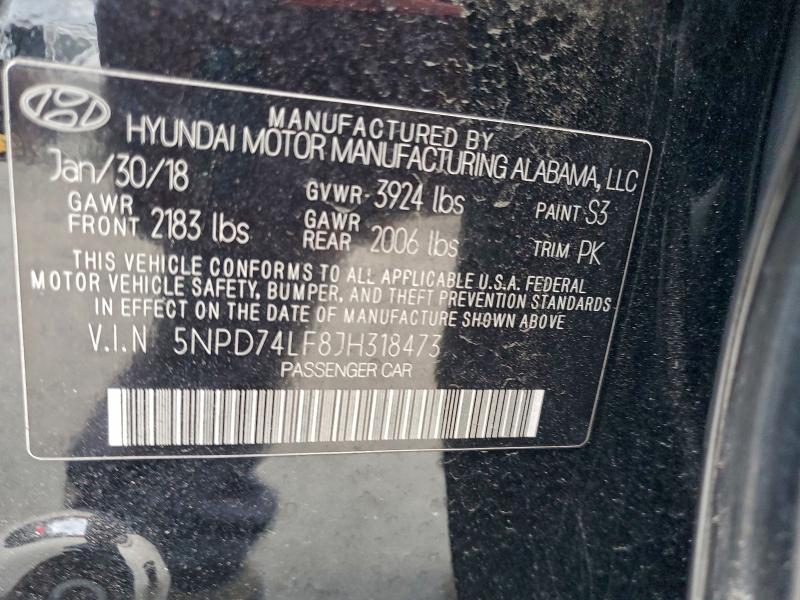 MANUFACTURED BY
HYUNDAI MOTOR MANUFACTURING ALABAMA, LLC
Jan/30/18 GVWR-3924 lbs PAINT S3
GAWR FRONT 2183 lbs GAWR REAR 2006 lbs TRIM PK
THIS VEHICLE CONFORMS TO ALL APPLICABLE U.S.A. FEDERAL
MOTOR VEHICLE SAFETY, BUMPER, AND THEFT PREVENTION STANDARDS
IN EFFECT ON THE DATE OF MANUFACTURE SHOWN ABOVE
V.I.N 5NPD74LF8JH318473
PASSENGER CAR